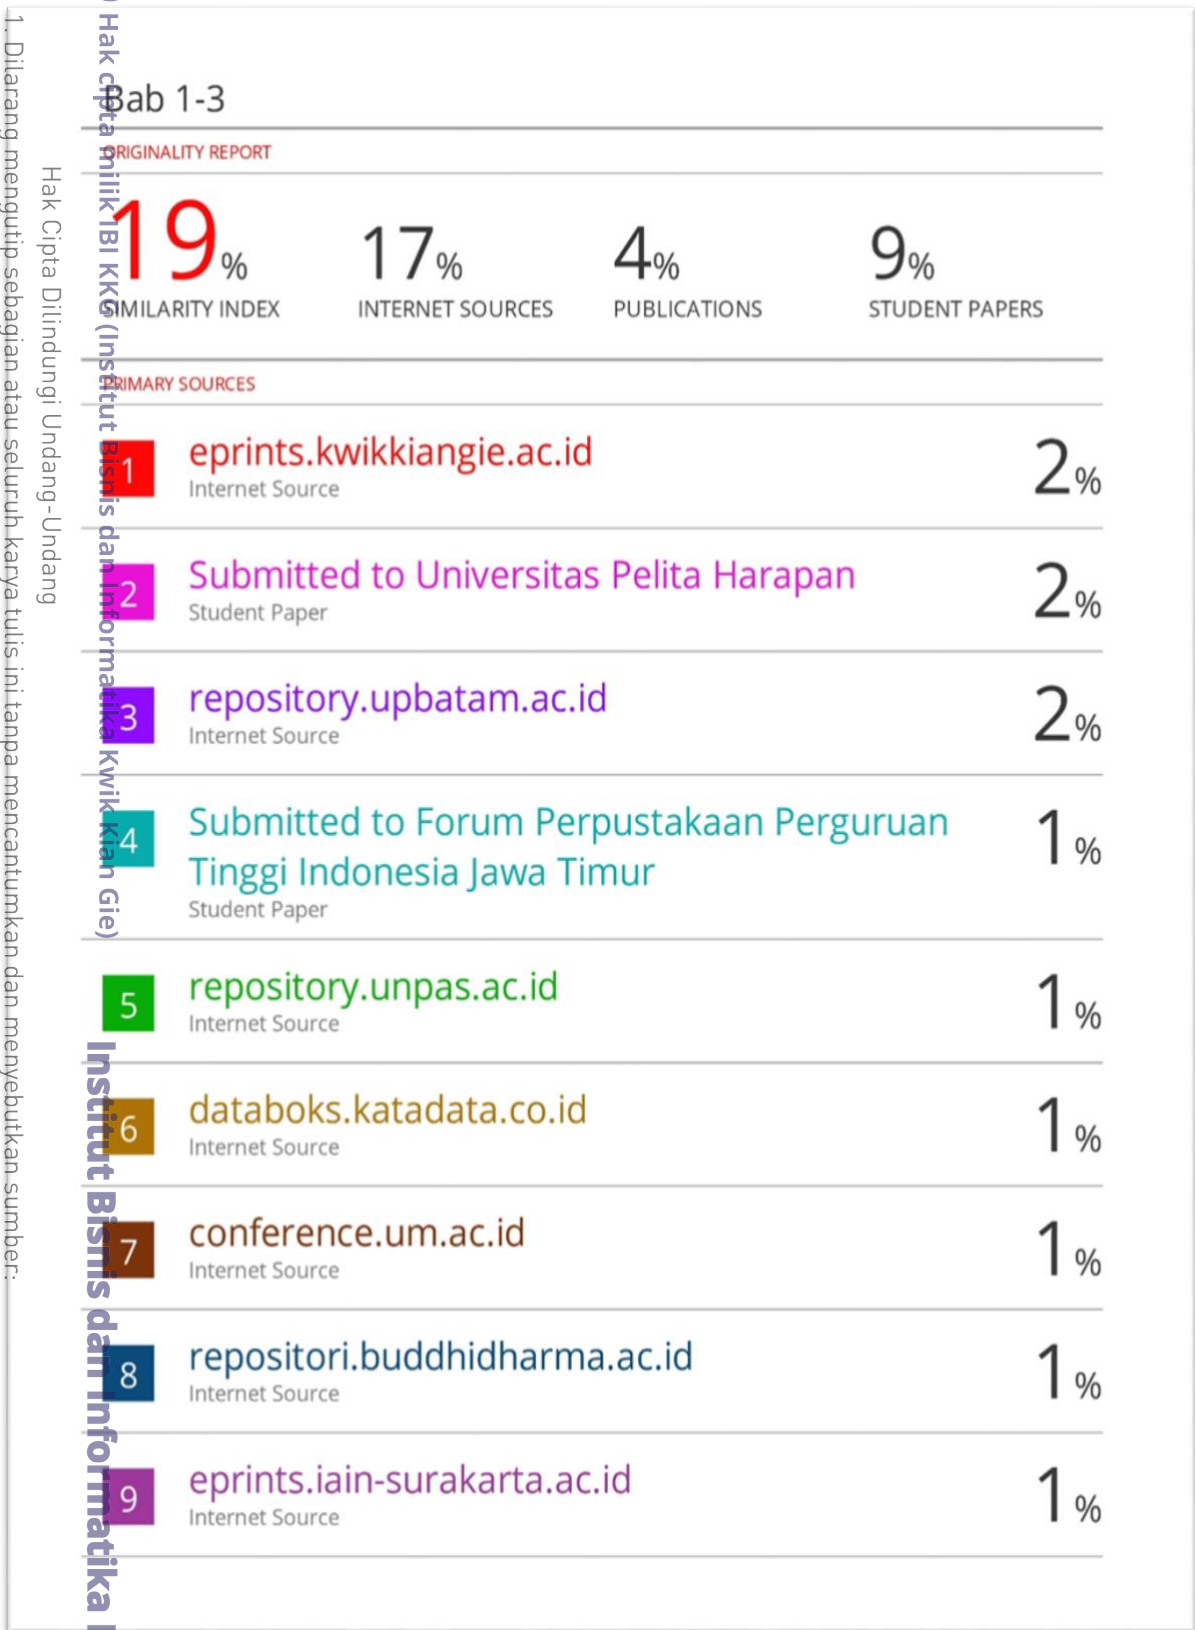 Bab 1-3
ORIGINALITY REPORT
19%
SIMILARITY INDEX
17%
INTERNET SOURCES
4%
PUBLICATIONS
9%
STUDENT PAPERS
PRIMARY SOURCES
1
eprints.kwikkiangie.ac.id
Internet Source
2%
2
Submitted to Universitas Pelita Harapan
Student Paper
2%
3
repository.upbatam.ac.id
Internet Source
2%
4
Submitted to Forum Perpustakaan Perguruan
Tinggi Indonesia Jawa Timur
Student Paper
1%
5
repository.unpas.ac.id
Internet Source
1%
6
databoks.katadata.co.id
Internet Source
1%
7
conference.um.ac.id
Internet Source
1%
8
repositori.buddhidharma.ac.id
Internet Source
1%
9
eprints.iain-surakarta.ac.id
Internet Source
1%
Hak cipta milik IBI KKG (Institut Bisnis dan Informatika Kwik Kian Gie)
Institut Bisnis dan Informatika
Hak Cipta Dilindungi Undang-Undang
1. Dilarang mengutip sebagian atau seluruh karya tulis ini tanpa mencantumkan dan menyebutkan sumber: